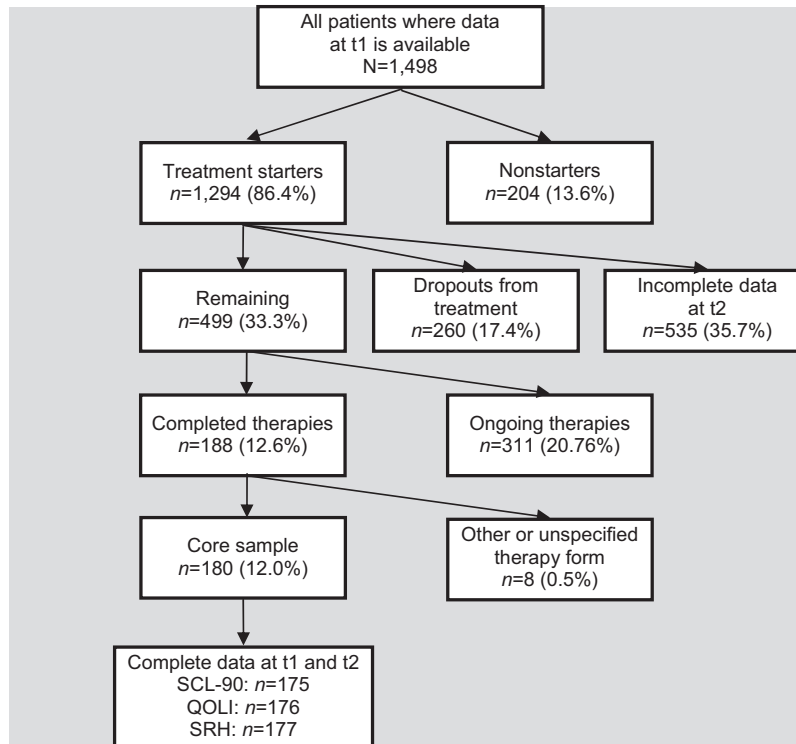 All patients where data
at t1 is available
N=1,498
Treatment starters
n=1,294 (86.4%)
Nonstarters
n=204 (13.6%)
Remaining
n=499 (33.3%)
Dropouts from
treatment
n=260 (17.4%)
Incomplete data
at t2
n=535 (35.7%)
Completed therapies
n=188 (12.6%)
Ongoing therapies
n=311 (20.76%)
Core sample
n=180 (12.0%)
Other or unspecified
therapy form
n=8 (0.5%)
Complete data at t1 and t2
SCL-90: n=175
QOLI: n=176
SRH: n=177